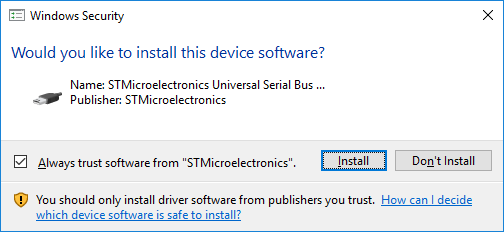 Windows Security
Would you like to install this device software?
Name: STMicroelectronics Universal Serial Bus ...
Publisher: STMicroelectronics
Always trust software from "STMicroelectronics".
Install
Don't Install
You should only install driver software from publishers you trust. How can I decide
which device software is safe to install?